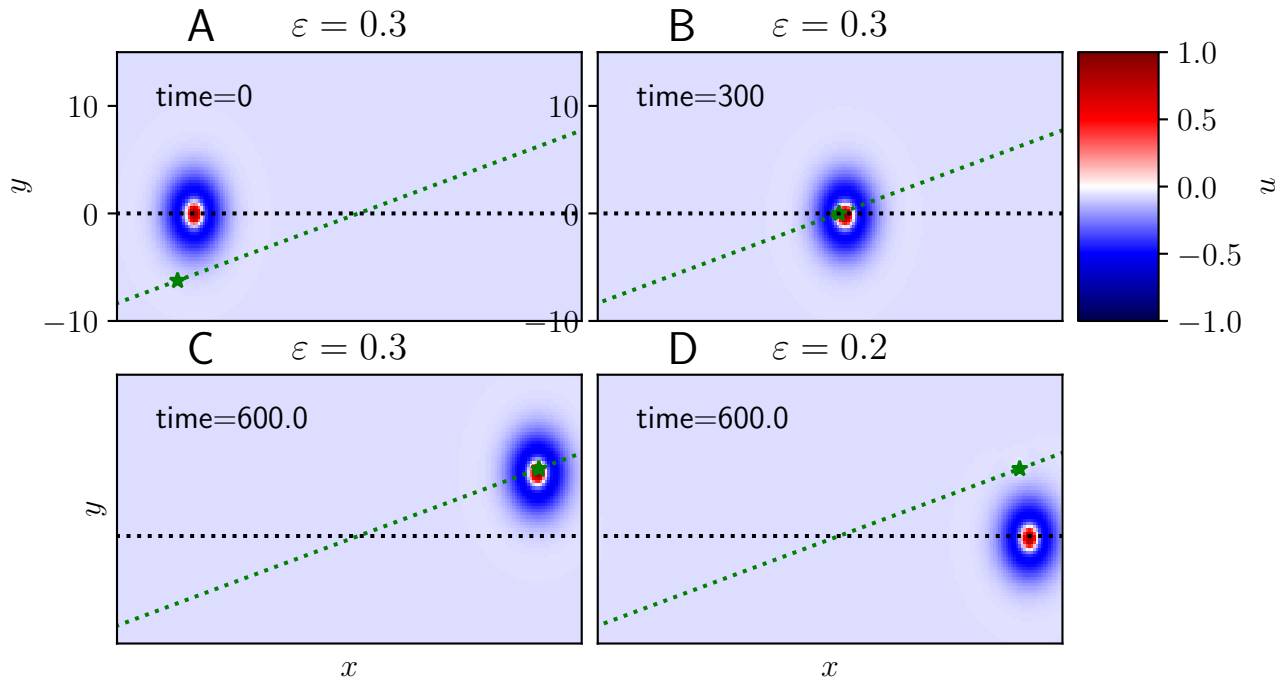 A ε = 0.3
B ε = 0.3
time=0
time=300
10
0
−10
y
10
0
−10
1.0
0.5
0.0
−0.5
−1.0
u
C ε = 0.3
D ε = 0.2
time=600.0
time=600.0
y
x
x